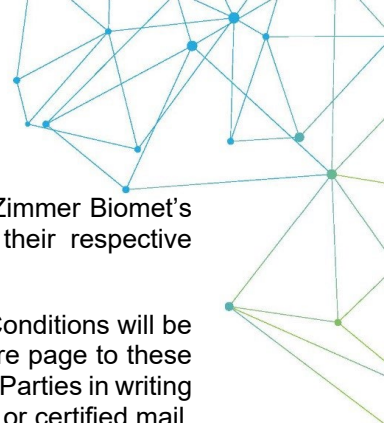 Zimmer Biomet’s
their respective
Conditions will be
re page to these
Parties in writing
or certified mail